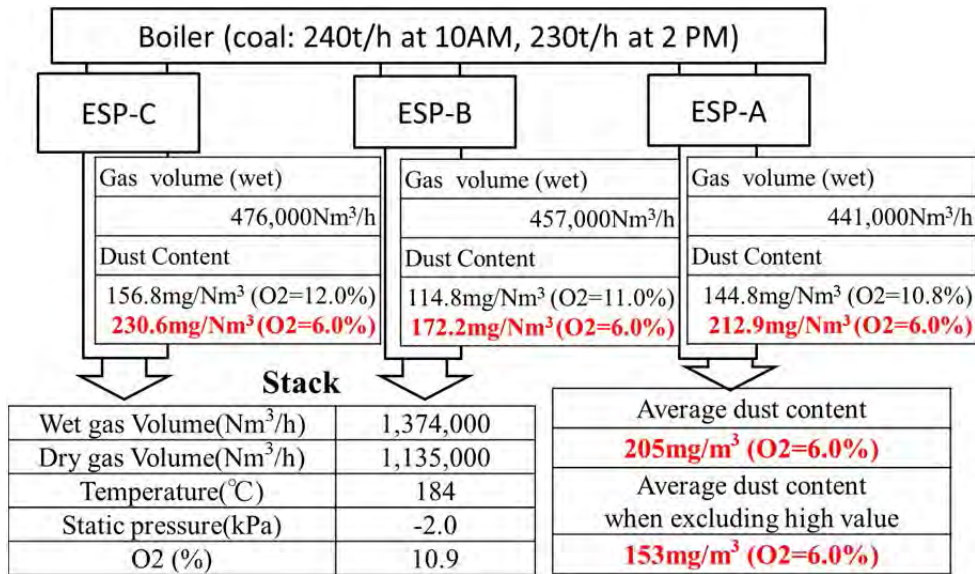 Boiler (coal: 240t/h at 10AM, 230t/h at 2 PM)
ESP-C
ESP-B
ESP-A
Gas volume (wet)
476,000Nm³/h
Dust Content
156.8mg/Nm³ (O2=12.0%)
230.6mg/Nm³ (O2=6.0%)
Gas volume (wet)
457,000Nm³/h
Dust Content
114.8mg/Nm³ (O2=11.0%)
172.2mg/Nm³ (O2=6.0%)
Gas volume (wet)
441,000Nm³/h
Dust Content
144.8mg/Nm³ (O2=10.8%)
212.9mg/Nm³ (O2=6.0%)
Stack
Wet gas Volume(Nm³/h) 1,374,000
Dry gas Volume(Nm³/h) 1,135,000
Temperature(℃) 184
Static pressure(kPa) -2.0
O2 (%) 10.9
Average dust content
205mg/m³ (O2=6.0%)
Average dust content
when excluding high value
153mg/m³ (O2=6.0%)